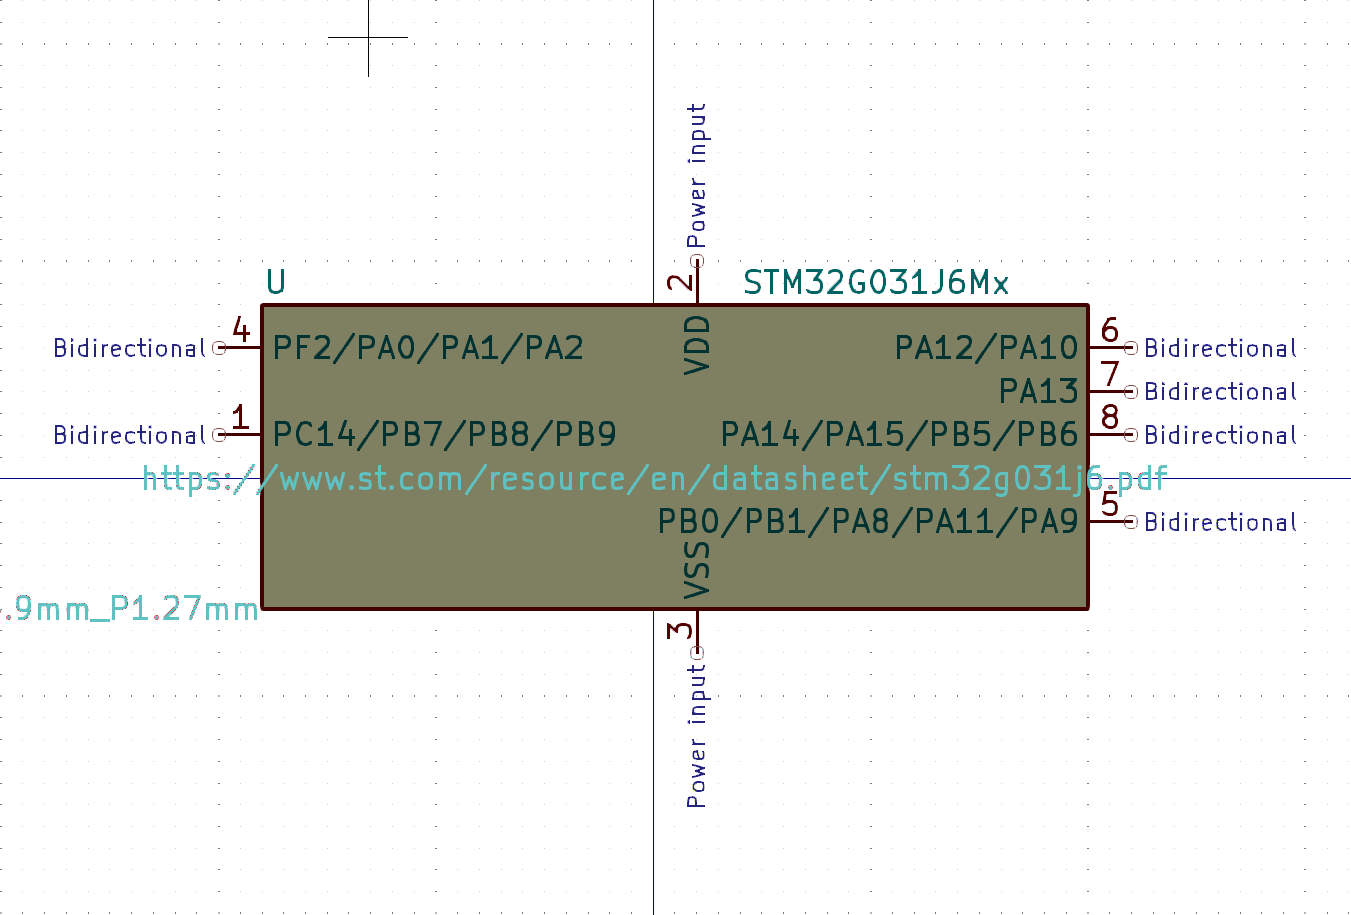 Power input
U
2
STM32G031J6Mx
Bidirectional
4
PF2/PA0/PA1/PA2
VDD
PA12/PA10
6
Bidirectional
PA13
7
Bidirectional
Bidirectional
1
PC14/PB7/PB8/PB9
PA14/PA15/PB5/PB6
8
Bidirectional
https://www.st.com/resource/en/datasheet/stm32g031j6.pdf
PB0/PB1/PA8/PA11/PA9
5
Bidirectional
VSS
.9mm_P1.27mm
3
Power input